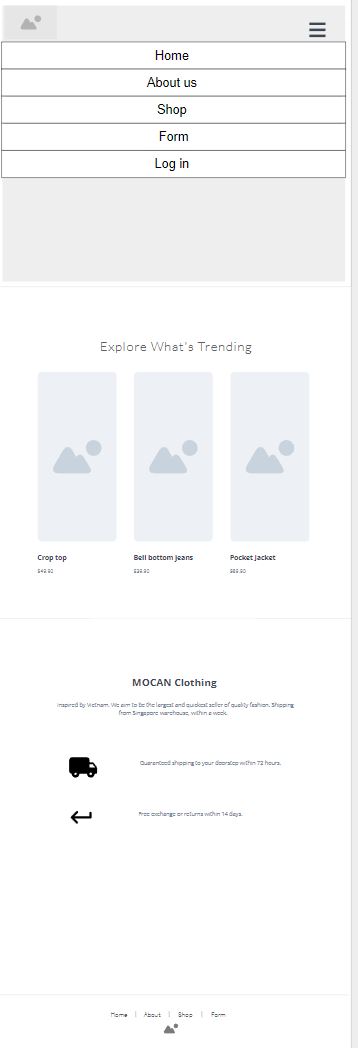 Home
About us
Shop
Form
Log in
Explore What's Trending
Crop top
Bell bottom jeans
Pocket jacket
$49.90
$39.90
$89.90
MOCAN Clothing
Inspired by Vietnam. We aim to be the largest and quickest seller of quality fashion. Shipping
from Singapore warehouse, within a week.
Guaranteed shipping to your doorstep within 72 hours.
Free exchange or returns within 14 days.
Home | About | Shop | Form